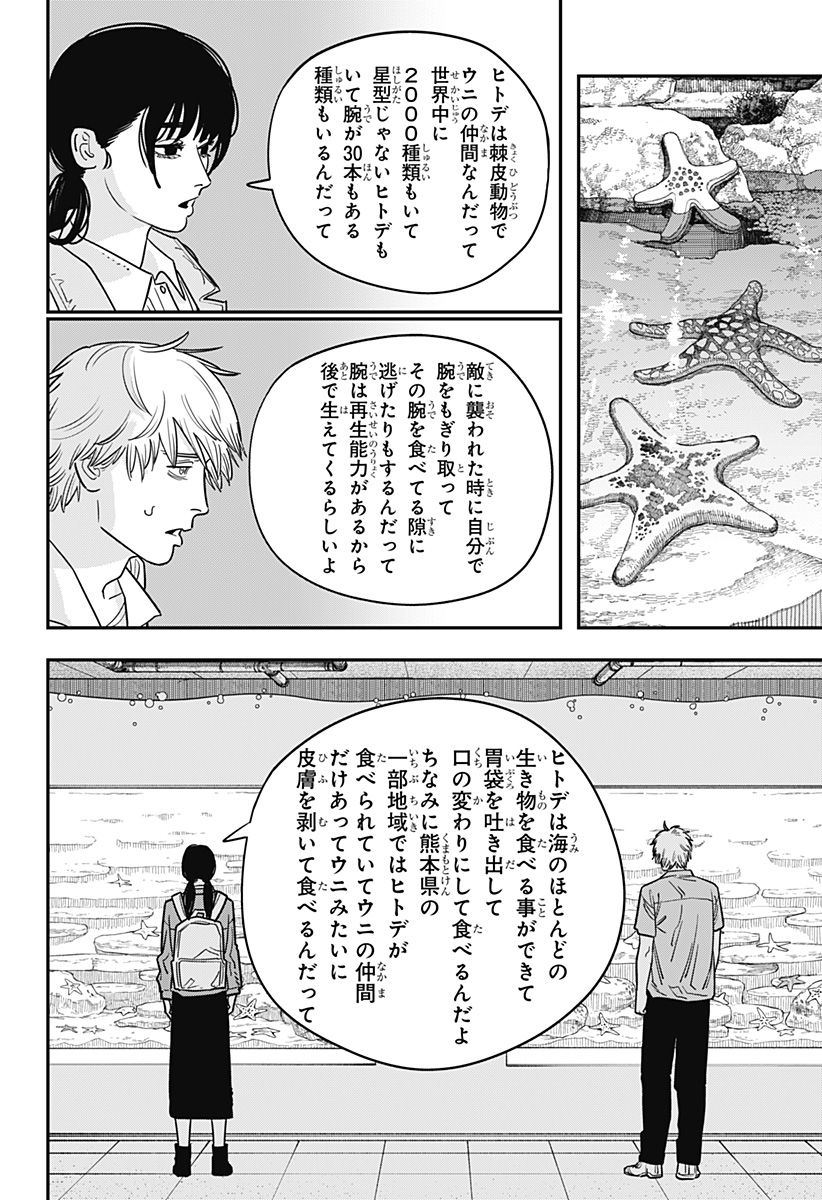 ヒトデは棘皮動物で
ウニの仲間なんだって
世界中に
2000種類もいて
星型じゃないヒトデも
いて腕が30本もある
種類もいるんだって
敵に襲われた時に自分で
腕をもぎり取って
その腕を食べてる隙に
逃げたりもするんだって
腕は再生能力があるから
後で生えてくるらしいよ
ヒトデは海のほとんどの
生き物を食べる事ができて
胃袋を吐き出して
口の変わりにして食べるんだよ
ちなみに熊本県の
一部地域ではヒトデが
食べられていてウニの仲間
だけあってウニみたいに
皮膚を剥いて食べるんだって